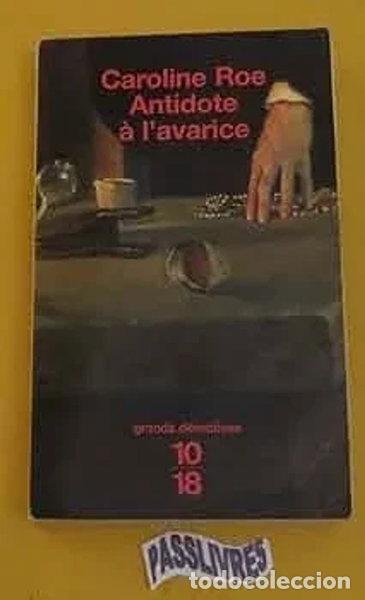 Caroline Roe
Antidote
à l'avarice
grands détectives
10
18
PASSLIVRES
todocoleccion